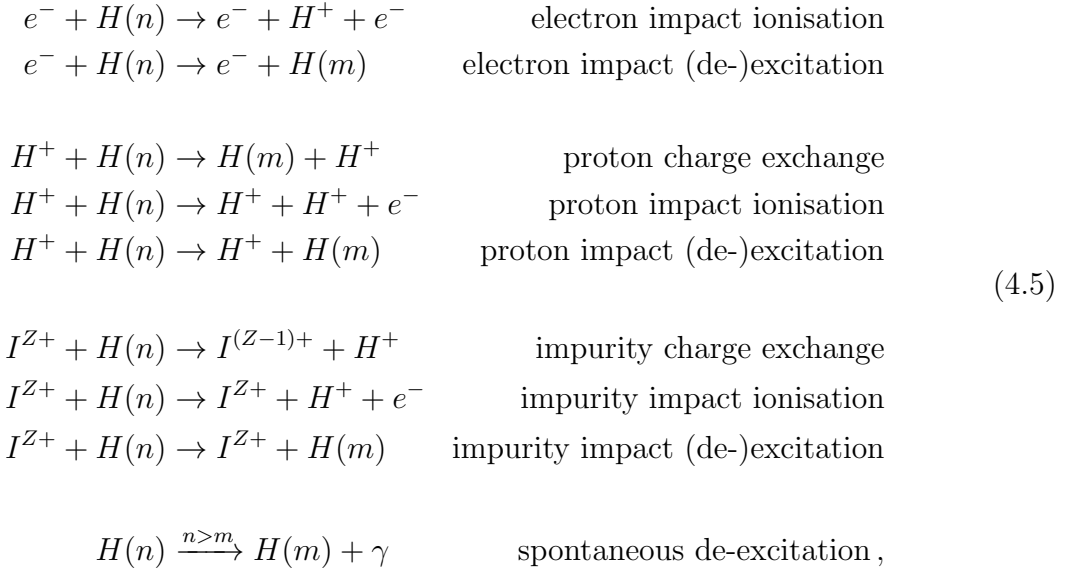 e⁻ + H(n) → e⁻ + H⁺ + e⁻ electron impact ionisation
e⁻ + H(n) → e⁻ + H(m) electron impact (de-)excitation
H⁺ + H(n) → H(m) + H⁺ proton charge exchange
H⁺ + H(n) → H⁺ + H⁺ + e⁻ proton impact ionisation
H⁺ + H(n) → H⁺ + H(m) proton impact (de-)excitation
(4.5)
I^{Z+} + H(n) → I^{(Z−1)+} + H⁺ impurity charge exchange
I^{Z+} + H(n) → I^{Z+} + H⁺ + e⁻ impurity impact ionisation
I^{Z+} + H(n) → I^{Z+} + H(m) impurity impact (de-)excitation
H(n) \xrightarrow{n>m} H(m) + γ spontaneous de-excitation ,